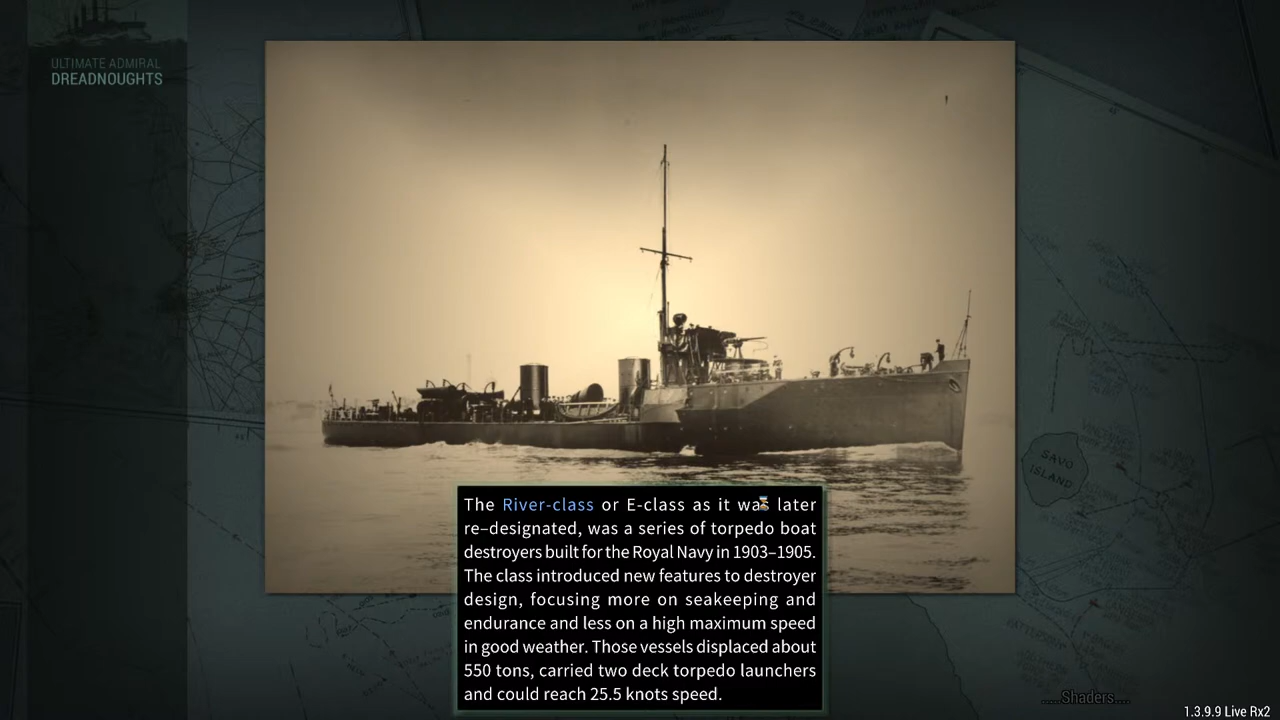 ULTIMATE ADMIRAL
DREADNOUGHTS
The River-class or E-class as it was later
re-designated, was a series of torpedo boat
destroyers built for the Royal Navy in 1903–1905.
The class introduced new features to destroyer
design, focusing more on seakeeping and
endurance and less on a high maximum speed
in good weather. Those vessels displaced about
550 tons, carried two deck torpedo launchers
and could reach 25.5 knots speed.
SAVO
ISLAND
.....Shaders....
1.3.9.9 Live Rx2